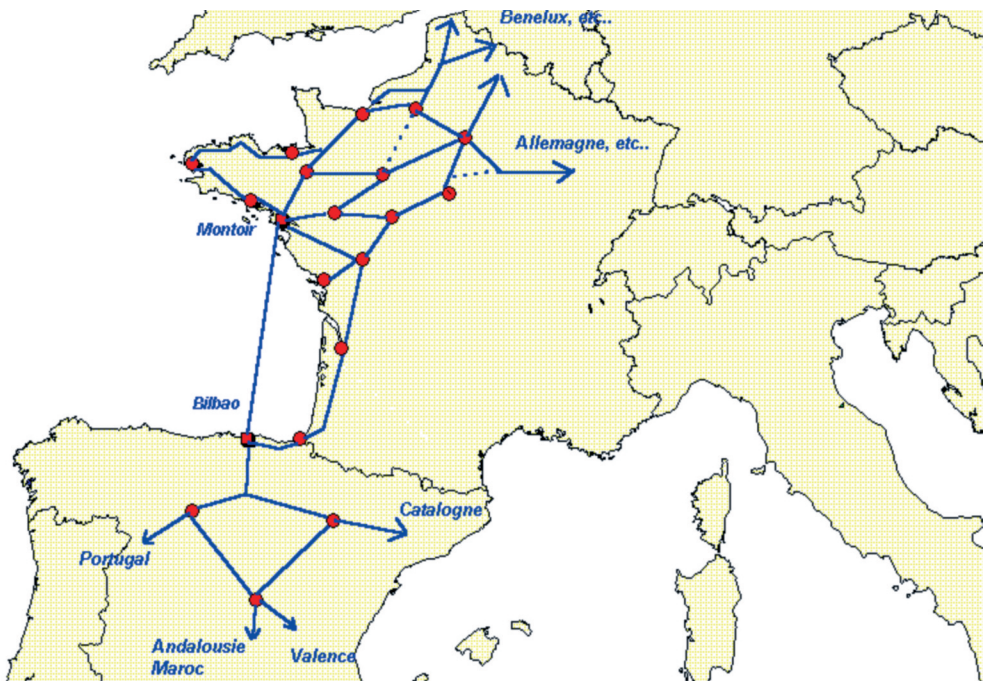 Benelux, etc..
Allemagne, etc..
Montoir
Bilbao
Catalogne
Portugal
Andalousie
Maroc
Valence